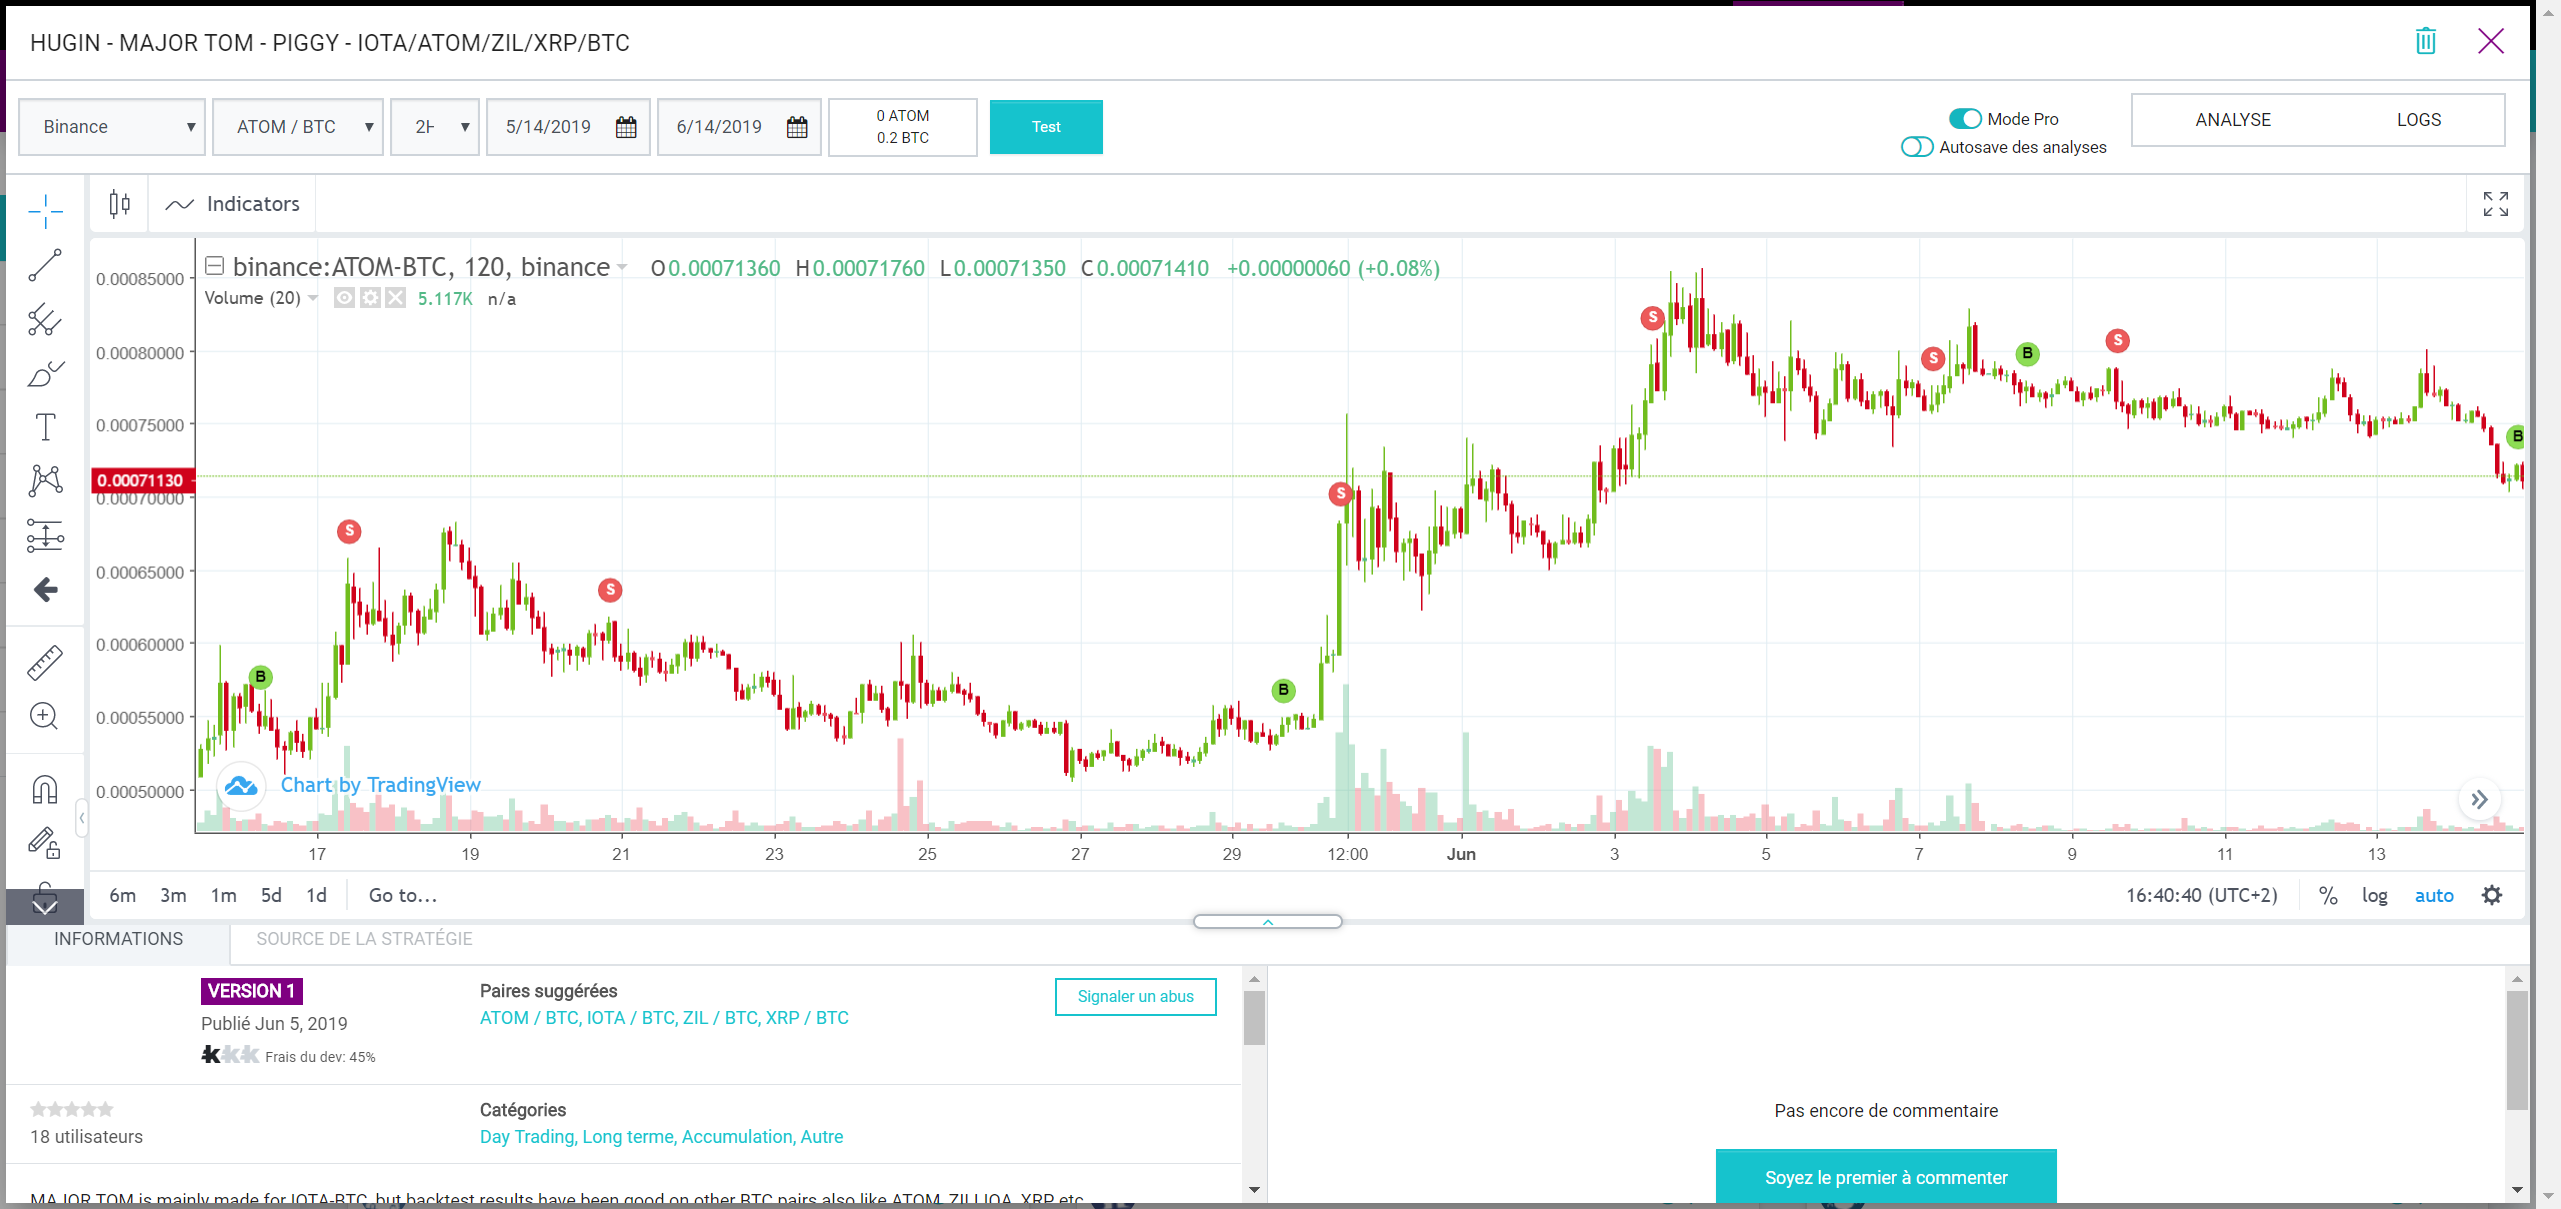 HUGIN - MAJOR TOM - PIGGY - IOTA/ATOM/ZIL/XRP/BTC
Binance
ATOM / BTC
2H
5/14/2019
6/14/2019
0 ATOM
0.2 BTC
Test
Mode Pro
Autosave des analyses
ANALYSE
LOGS
Indicators
binance:ATOM-BTC, 120, binance
O0.00071360 H0.00071760 L0.00071350 C0.00071410 +0.00000060 (+0.08%)
Volume (20) 5.117K n/a
0.00085000
0.00080000
0.00075000
0.00071130
0.00070000
0.00065000
0.00060000
0.00055000
0.00050000
B
S
S
B
S
S
S
B
S
B
Chart by TradingView
17 19 21 23 25 27 29 12:00 Jun 3 5 7 9 11 13
6m 3m 1m 5d 1d Go to...
16:40:40 (UTC+2) % log auto
INFORMATIONS
SOURCE DE LA STRATÉGIE
VERSION 1
Publié Jun 5, 2019
Frais du dev: 45%
Paires suggérées
ATOM / BTC, IOTA / BTC, ZIL / BTC, XRP / BTC
Signaler un abus
18 utilisateurs
Catégories
Day Trading, Long terme, Accumulation, Autre
MAJOR TOM is mainly made for IOTA-BTC, but backtest results have been good on other BTC pairs also like ATOM, ZILLIQA, XRP etc
Pas encore de commentaire
Soyez le premier à commenter